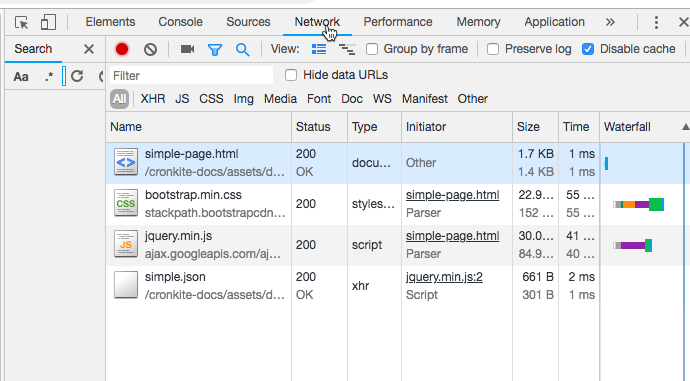 Elements Console Sources Network Performance Memory Application »
Search
View: Group by frame Preserve log Disable cache
Aa .*
Filter Hide data URLs
All XHR JS CSS Img Media Font Doc WS Manifest Other
Name Status Type Initiator Size Time Waterfall
simple-page.html 200 docu... Other 1.7 KB 1 ms
/cronkite-docs/assets/d... OK 1.4 KB 1 ms
bootstrap.min.css 200 styles... simple-page.html 22.9... 55 ...
CSS
stackpath.bootstrapcdn... Parser 152 ... 55 ...
jquery.min.js 200 script simple-page.html 30.0... 41 ...
JS
ajax.googleapis.com/aj... Parser 84.9... 40 ...
simple.json 200 xhr jquery.min.js:2 661 B 2 ms
/cronkite-docs/assets/d... OK Script 301 B 1 ms